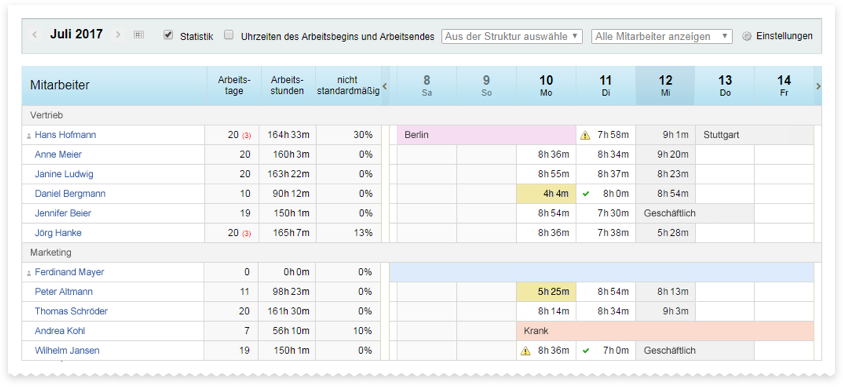 Juli 2017 Statistik Uhrzeiten des Arbeitsbegins und Arbeitsendes Aus der Struktur auswähle Alle Mitarbeiter anzeigen Einstellungen
Mitarbeiter Arbeits- Arbeits- nicht 8 9 10 11 12 13 14
tage stunden standardmäßig Sa So Mo Di Mi Do Fr
Vertrieb
Hans Hofmann 20 (3) 164h 33m 30% Berlin 7h 58m 9h 1m Stuttgart
Anne Meier 20 160h 3m 0% 8h 36m 8h 34m 9h 20m
Janine Ludwig 20 163h 22m 0% 8h 55m 8h 37m 8h 23m
Daniel Bergmann 10 90h 12m 0% 4h 4m 8h 0m 8h 54m
Jennifer Beier 19 150h 1m 0% 8h 54m 7h 30m Geschäftlich
Jörg Hanke 20 (3) 165h 7m 13% 8h 36m 7h 38m 5h 28m
Marketing
Ferdinand Mayer 0 0h 0m 0%
Peter Altmann 11 98h 23m 0% 5h 25m 8h 54m 8h 13m
Thomas Schröder 20 161h 30m 0% 8h 14m 8h 34m 9h 3m
Andrea Kohl 7 56h 10m 10% Krank
Wilhelm Jansen 19 150h 1m 0% 8h 36m 7h 0m Geschäftlich